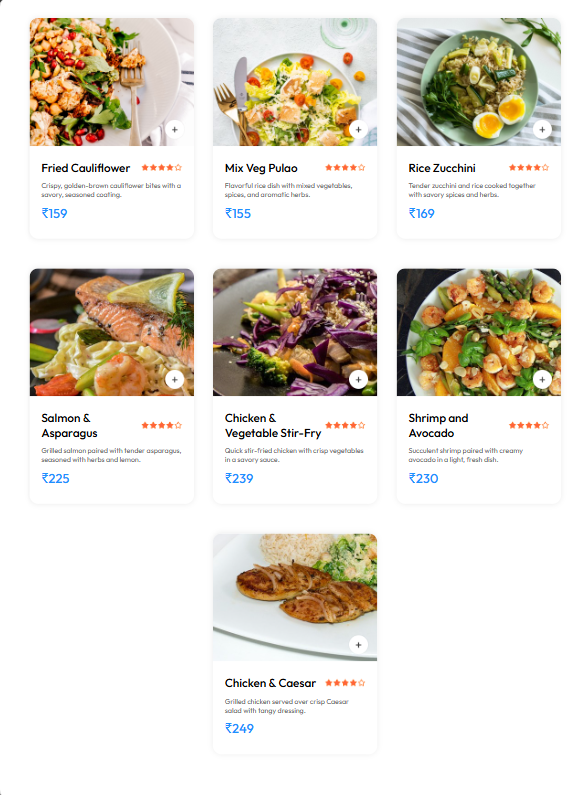 +
+
+
Fried Cauliflower
Crispy, golden-brown cauliflower bites with a
savory, seasoned coating.
₹159
Mix Veg Pulao
Flavorful rice dish with mixed vegetables,
spices, and aromatic herbs.
₹155
Rice Zucchini
Tender zucchini and rice cooked together
with savory spices and herbs.
₹169
+
+
+
Salmon &
Asparagus
Grilled salmon paired with tender asparagus,
seasoned with herbs and lemon.
₹225
Chicken &
Vegetable Stir-Fry
Quick stir-fried chicken with crisp vegetables
in a savory sauce.
₹239
Shrimp and
Avocado
Succulent shrimp paired with creamy
avocado in a light, fresh dish.
₹230
+
Chicken & Caesar
Grilled chicken served over crisp Caesar
salad with tangy dressing.
₹249